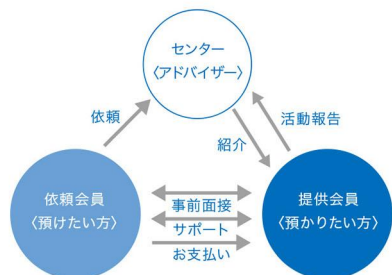 センター
〈アドバイザー〉
依頼
活動報告
紹介
依頼会員
〈預けたい方〉
事前面接
サポート
お支払い
提供会員
〈預かりたい方〉